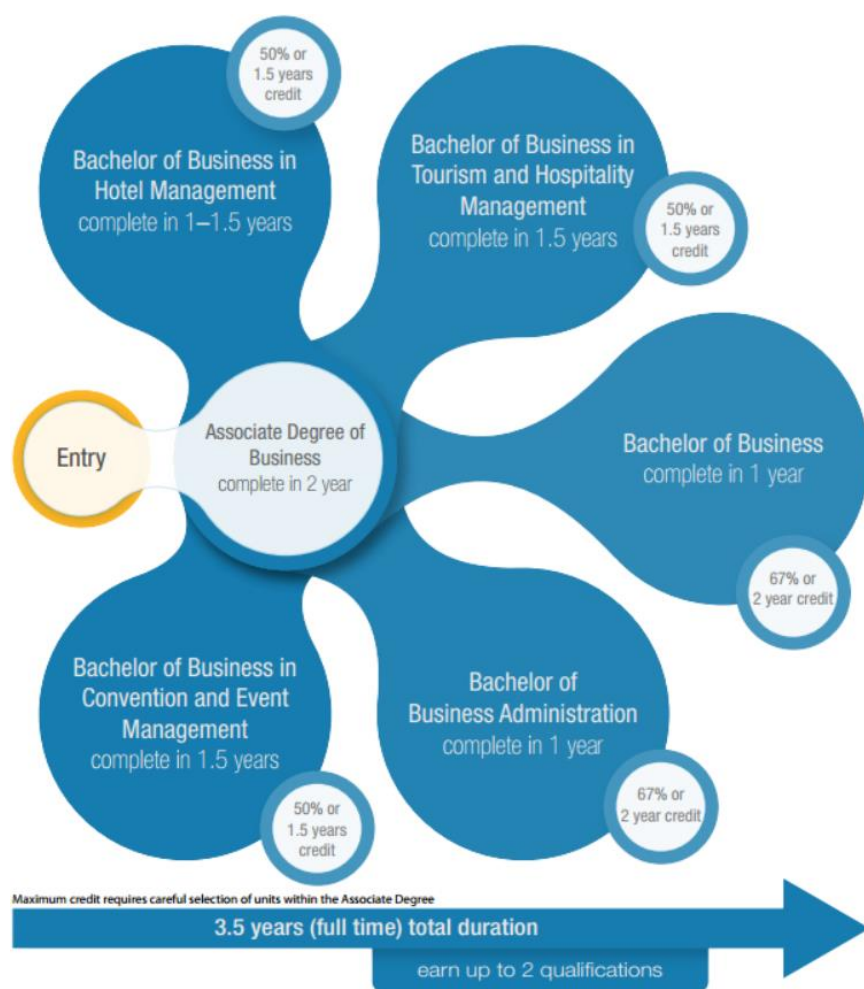 50% or
1.5 years
credit
Bachelor of Business in
Hotel Management
complete in 1–1.5 years
Bachelor of Business in
Tourism and Hospitality
Management
complete in 1.5 years
50% or
1.5 years
credit
Entry
Associate Degree of
Business
complete in 2 year
Bachelor of Business
complete in 1 year
67% or
2 year credit
Bachelor of Business in
Convention and Event
Management
complete in 1.5 years
50% or
1.5 years
credit
Bachelor of
Business Administration
complete in 1 year
67% or
2 year credit
Maximum credit requires careful selection of units within the Associate Degree
3.5 years (full time) total duration
earn up to 2 qualifications